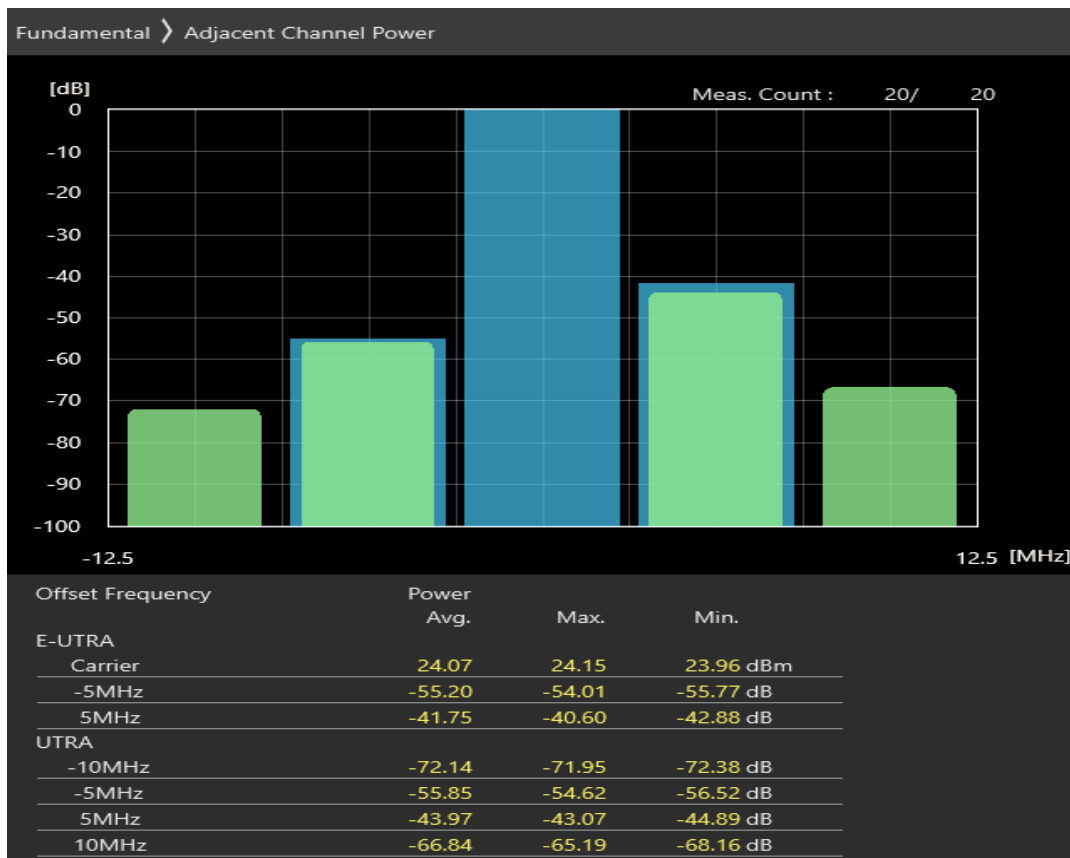 Fundamental 〉 Adjacent Channel Power
[dB]
Meas. Count : 20/ 20
0
-10
-20
-30
-40
-50
-60
-70
-80
-90
-100
-12.5 12.5 [MHz]
Offset Frequency Power
Avg. Max. Min.
E-UTRA
Carrier 24.07 24.15 23.96 dBm
-5MHz -55.20 -54.01 -55.77 dB
5MHz -41.75 -40.60 -42.88 dB
UTRA
-10MHz -72.14 -71.95 -72.38 dB
-5MHz -55.85 -54.62 -56.52 dB
5MHz -43.97 -43.07 -44.89 dB
10MHz -66.84 -65.19 -68.16 dB